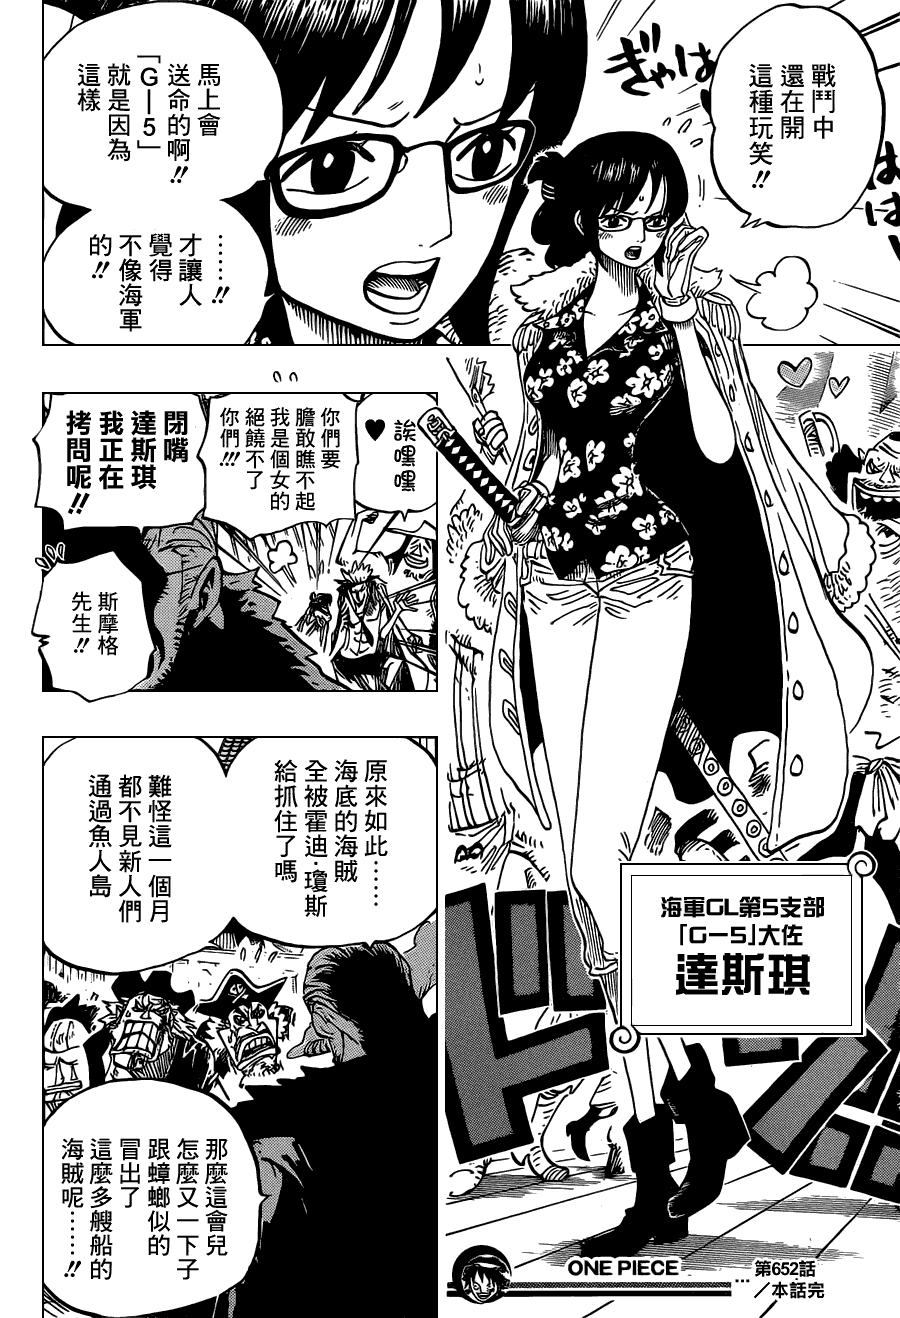 戰鬥中
還在開
這種玩笑!!
ぎゃは
はは
馬上會
送命的啊!!
「G—5」
就是因為
這樣
……!!
才讓人
覺得
不像海軍
的!!
誒嘿嘿
♥
你們要
膽敢瞧不起
我是個女的
絕饒不了
你們!!!
閉嘴
達斯琪
我正在
拷問呢!!
斯摩格
先生!!
原來如此……
海底的海賊
全被霍迪·瓊斯
給抓住了嗎
難怪這一個月
都不見新人們
通過魚人島
那麼這會兒
怎麼又一下子
跟蟑螂似的
冒出了
這麼多艘船的
海賊呢……!!
海軍GL第5支部
「G—5」大佐
達斯琪
ドン
ONE PIECE
…
第652話
／本話完